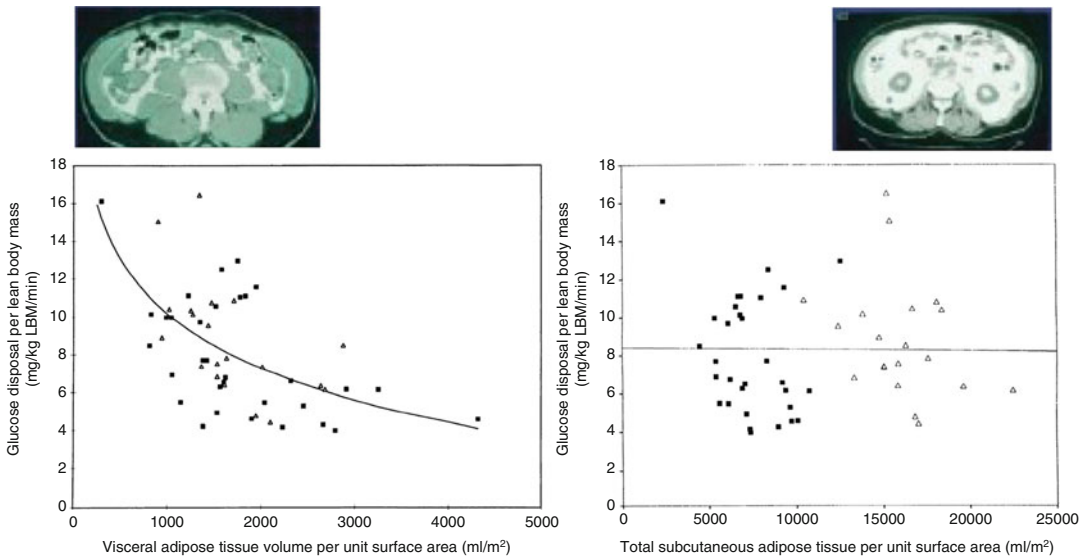 18
16
14
12
10
8
6
4
2
0
Glucose disposal per lean body mass
(mg/kg LBM/min)
0 1000 2000 3000 4000 5000
Visceral adipose tissue volume per unit surface area (ml/m²)
18
16
14
12
10
8
6
4
2
0
Glucose disposal per lean body mass
(mg/kg LBM/min)
0 5000 10000 15000 20000 25000
Total subcutaneous adipose tissue per unit surface area (ml/m²)